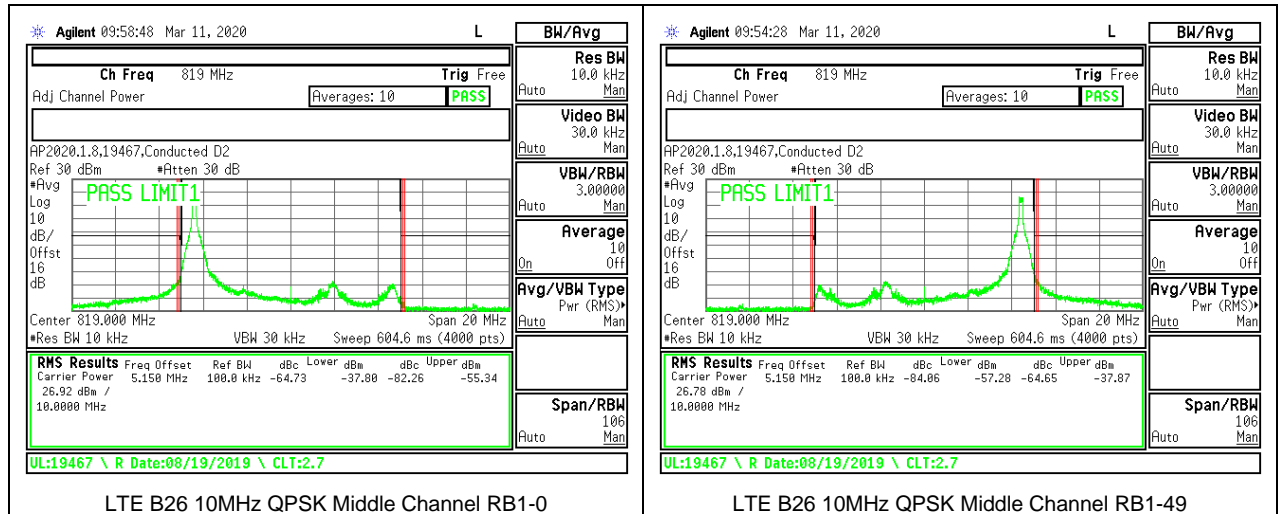 Agilent 09:58:48 Mar 11, 2020 L
Ch Freq 819 MHz Trig Free
Adj Channel Power Averages: 10 PASS
AP2020.1.8,19467,Conducted D2
Ref 30 dBm #Atten 30 dB
#Avg
Log
10
dB/
Offst
16
dB
PASS LIMIT1
Center 819.000 MHz Span 20 MHz
#Res BW 10 kHz VBW 30 kHz Sweep 604.6 ms (4000 pts)
RMS Results Freq Offset Ref BW dBc Lower dBm dBc Upper dBm
Carrier Power 5.150 MHz 100.0 kHz -64.73 -37.80 -82.26 -55.34
26.92 dBm /
10.0000 MHz
UL:19467 \ R Date:08/19/2019 \ CLT:2.7
BW/Avg
Res BW
10.0 kHz
Auto Man
Video BW
30.0 kHz
Auto Man
VBW/RBW
3.00000
Auto Man
Average
10
On Off
Avg/VBW Type
Pwr (RMS)▸
Auto Man
Span/RBW
106
Auto Man
LTE B26 10MHz QPSK Middle Channel RB1-0
Agilent 09:54:28 Mar 11, 2020 L
Ch Freq 819 MHz Trig Free
Adj Channel Power Averages: 10 PASS
AP2020.1.8,19467,Conducted D2
Ref 30 dBm #Atten 30 dB
#Avg
Log
10
dB/
Offst
16
dB
PASS LIMIT1
Center 819.000 MHz Span 20 MHz
#Res BW 10 kHz VBW 30 kHz Sweep 604.6 ms (4000 pts)
RMS Results Freq Offset Ref BW dBc Lower dBm dBc Upper dBm
Carrier Power 5.150 MHz 100.0 kHz -84.06 -57.28 -64.65 -37.87
26.78 dBm /
10.0000 MHz
UL:19467 \ R Date:08/19/2019 \ CLT:2.7
BW/Avg
Res BW
10.0 kHz
Auto Man
Video BW
30.0 kHz
Auto Man
VBW/RBW
3.00000
Auto Man
Average
10
On Off
Avg/VBW Type
Pwr (RMS)▸
Auto Man
Span/RBW
106
Auto Man
LTE B26 10MHz QPSK Middle Channel RB1-49